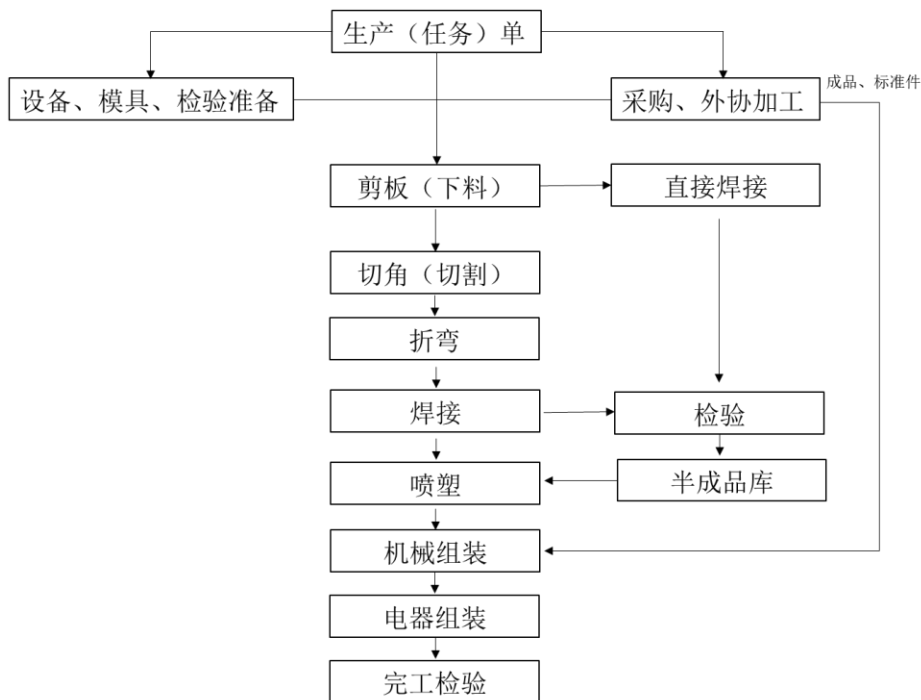 生产（任务）单
设备、模具、检验准备
采购、外协加工
成品、标准件
剪板（下料）
直接焊接
切角（切割）
折弯
焊接
检验
喷塑
半成品库
机械组装
电器组装
完工检验